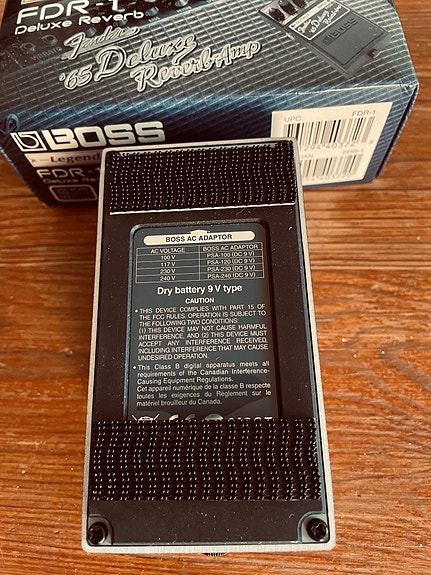 FDR-1
Deluxe Reverb
Fender
'65 Deluxe
ReverbAmp
BOSS
Legend
FDR-
Deluxe Re
UPC
FDR-1
FDR-1
BOSS AC ADAPTOR
AC VOLTAGE BOSS AC ADAPTOR
100 V PSA-100 (DC 9 V)
117 V PSA-120 (DC 9 V)
230 V PSA-230 (DC 9 V)
240 V PSA-240 (DC 9 V)
Dry battery 9 V type
CAUTION
• THIS DEVICE COMPLIES WITH PART 15 OF
THE FCC RULES. OPERATION IS SUBJECT TO
THE FOLLOWING TWO CONDITIONS:
(1) THIS DEVICE MAY NOT CAUSE HARMFUL
INTERFERENCE, AND (2) THIS DEVICE MUST
ACCEPT ANY INTERFERENCE RECEIVED,
INCLUDING INTERFERENCE THAT MAY CAUSE
UNDESIRED OPERATION.
• This Class B digital apparatus meets all
requirements of the Canadian Interference-
Causing Equipment Regulations.
Cet appareil numérique de la classe B respecte
toutes les exigences du Règlement sur le
matériel brouilleur du Canada.